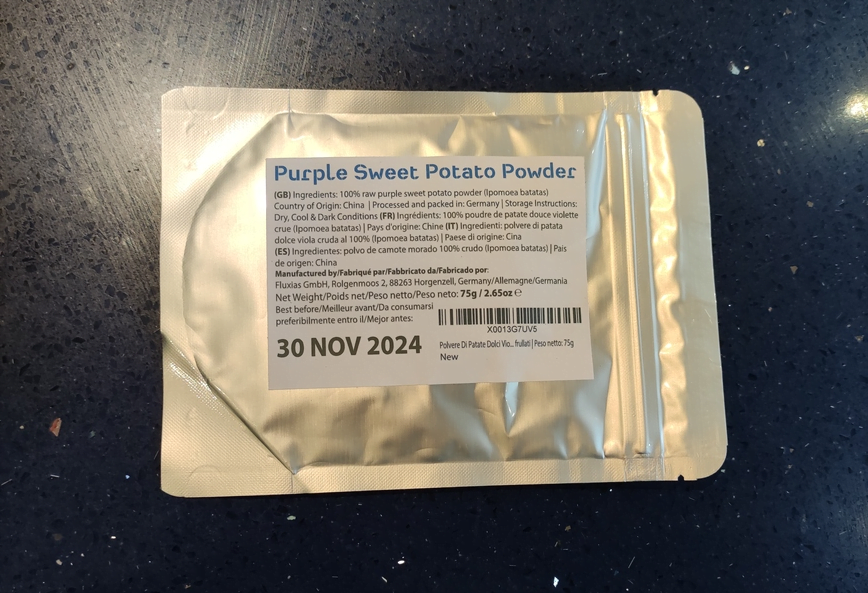 Purple Sweet Potato Powder
(GB) Ingredients: 100% raw purple sweet potato powder (Ipomoea batatas)
Country of Origin: China | Processed and packed in: Germany | Storage Instructions:
Dry, Cool & Dark Conditions (FR) Ingrédients: 100% poudre de patate douce violette
crue (Ipomoea batatas) | Pays d'origine: Chine (IT) Ingredienti: polvere di patata
dolce viola cruda al 100% (Ipomoea batatas) | Paese di origine: Cina
(ES) Ingredientes: polvo de camote morado 100% crudo (Ipomoea batatas) | Pais
de origen: China
Manufactured by/Fabriqué par/Fabbricato da/Fabricado por:
Fluxias GmbH, Rolgenmoos 2, 88263 Horgenzell, Germany/Allemagne/Germania
Net Weight/Poids net/Peso netto/Peso neto: 75g / 2.65oz ℮
Best before/Meilleur avant/Da consumarsi
preferibilmente entro il/Mejor antes:
30 NOV 2024
X0013G7UV5
Polvere Di Patate Dolci Vio... frullati | Peso netto: 75g
New